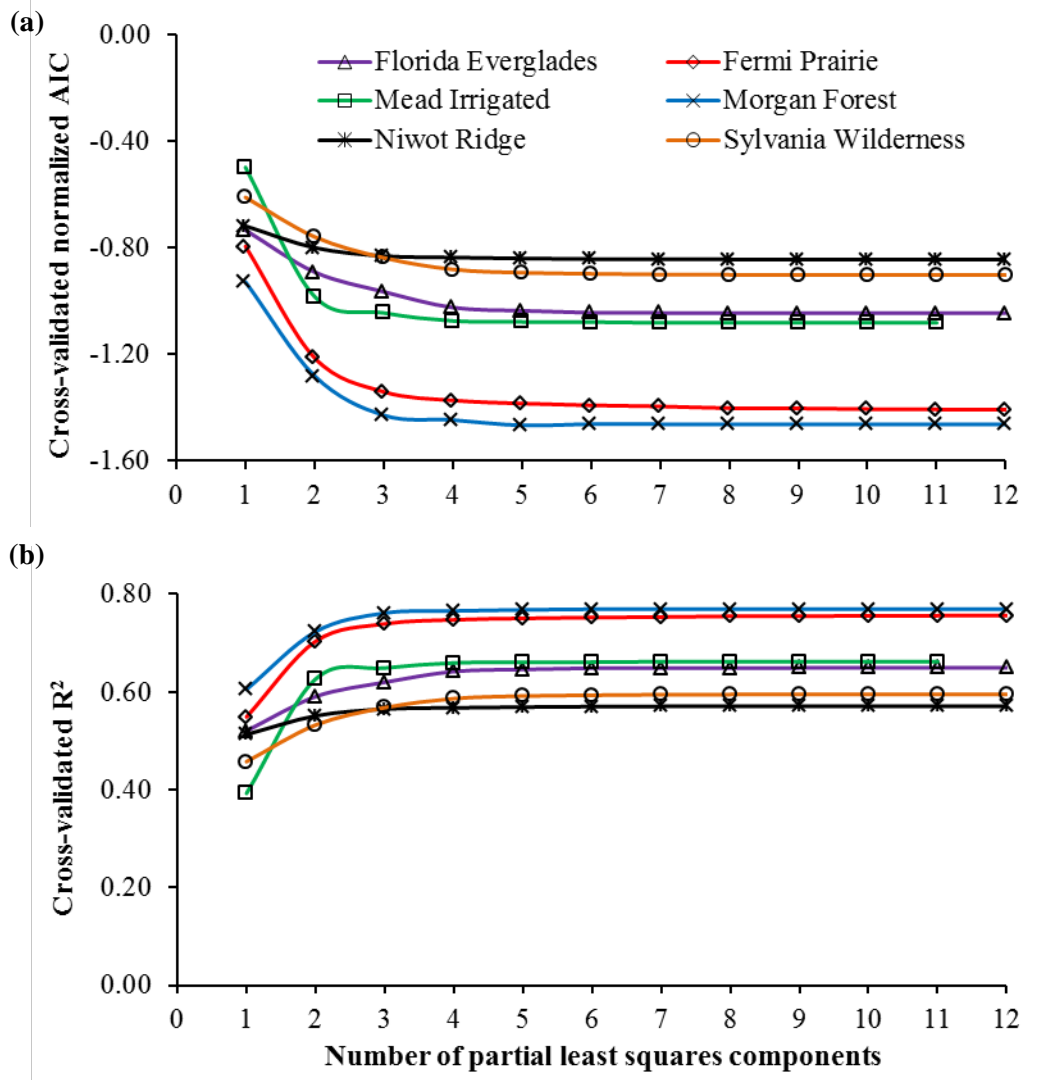 (a)
Cross-validated normalized AIC
0.00
-0.40
-0.80
-1.20
-1.60
Florida Everglades
Fermi Prairie
Mead Irrigated
Morgan Forest
Niwot Ridge
Sylvania Wilderness
0 1 2 3 4 5 6 7 8 9 10 11 12
(b)
Cross-validated R²
0.80
0.60
0.40
0.20
0.00
0 1 2 3 4 5 6 7 8 9 10 11 12
Number of partial least squares components